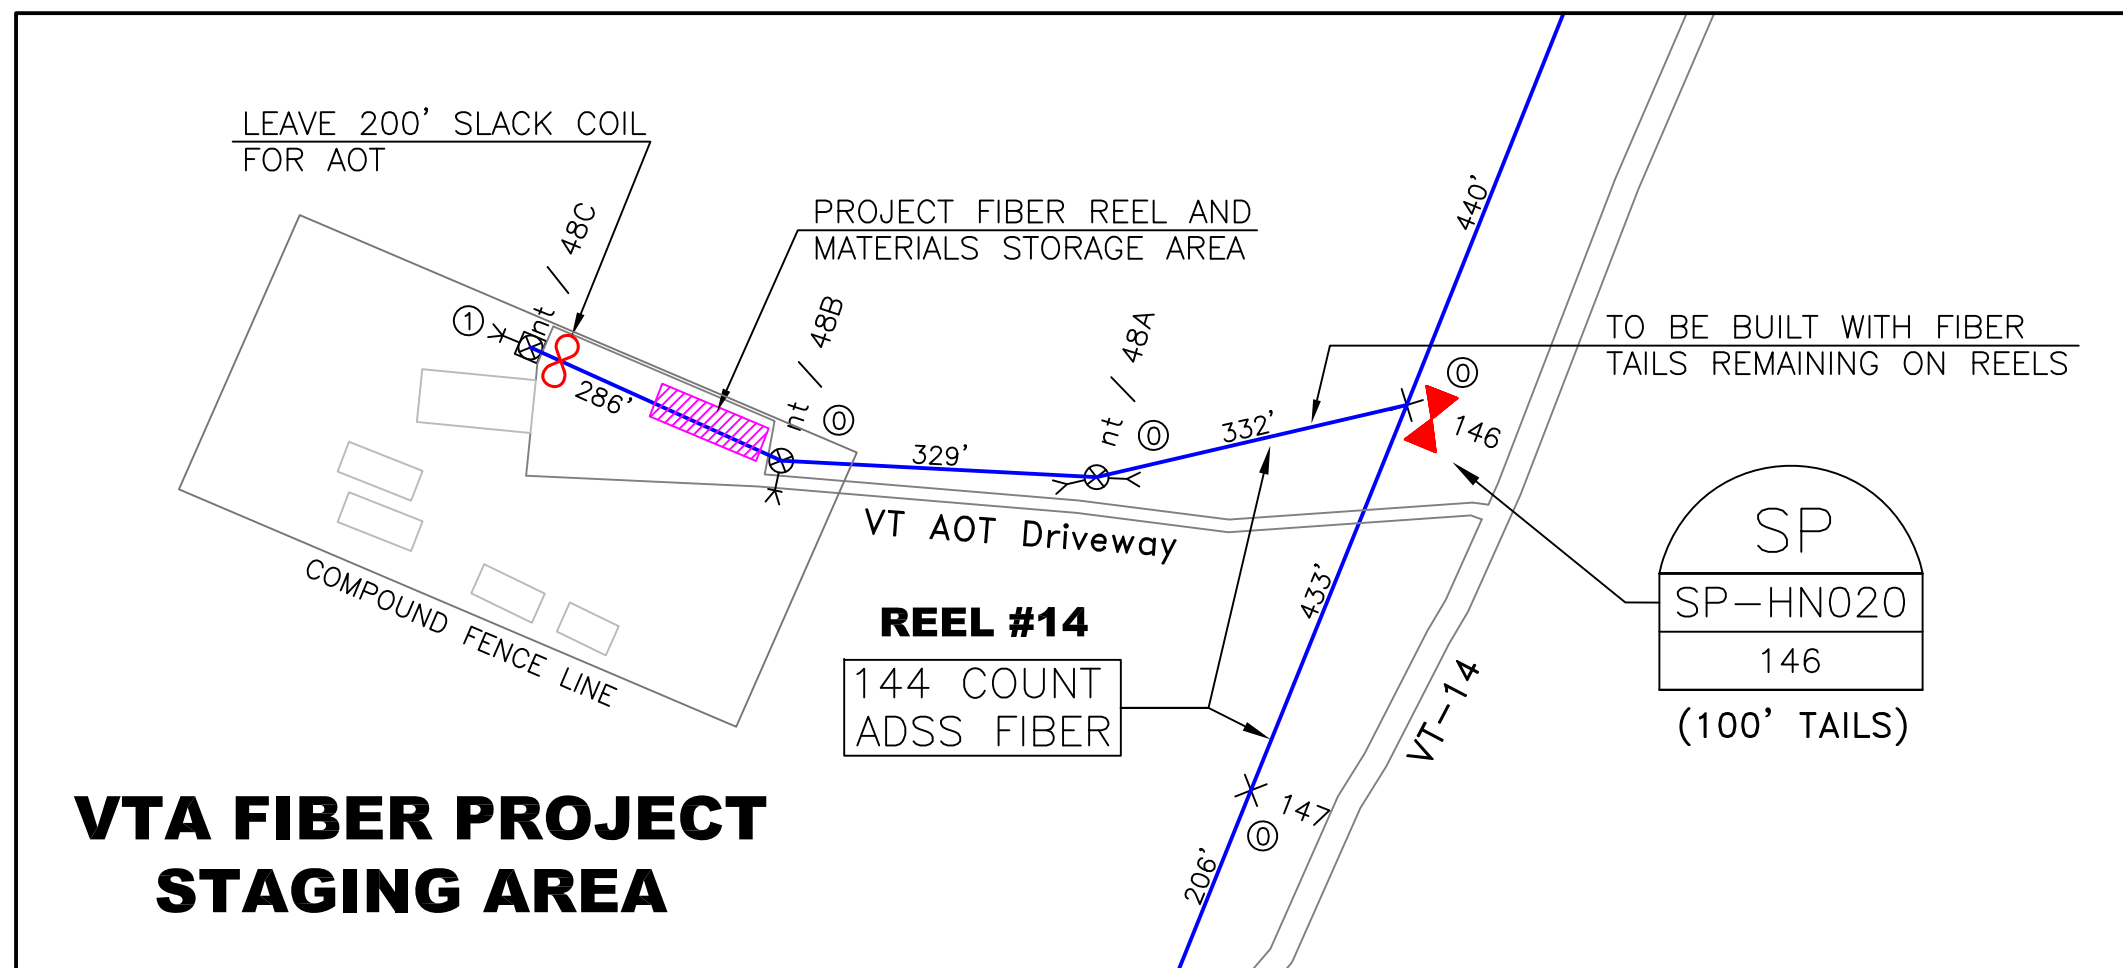 LEAVE 200' SLACK COIL
FOR AOT
nt / 48C
1
PROJECT FIBER REEL AND
MATERIALS STORAGE AREA
nt / 48B
0
nt / 48A
0
440'
TO BE BUILT WITH FIBER
TAILS REMAINING ON REELS
0
146
286'
329'
332'
VT AOT Driveway
433'
SP
SP-HN020
146
(100' TAILS)
COMPOUND FENCE LINE
REEL #14
144 COUNT
ADSS FIBER
VT-14
147
0
206'
VTA FIBER PROJECT
STAGING AREA